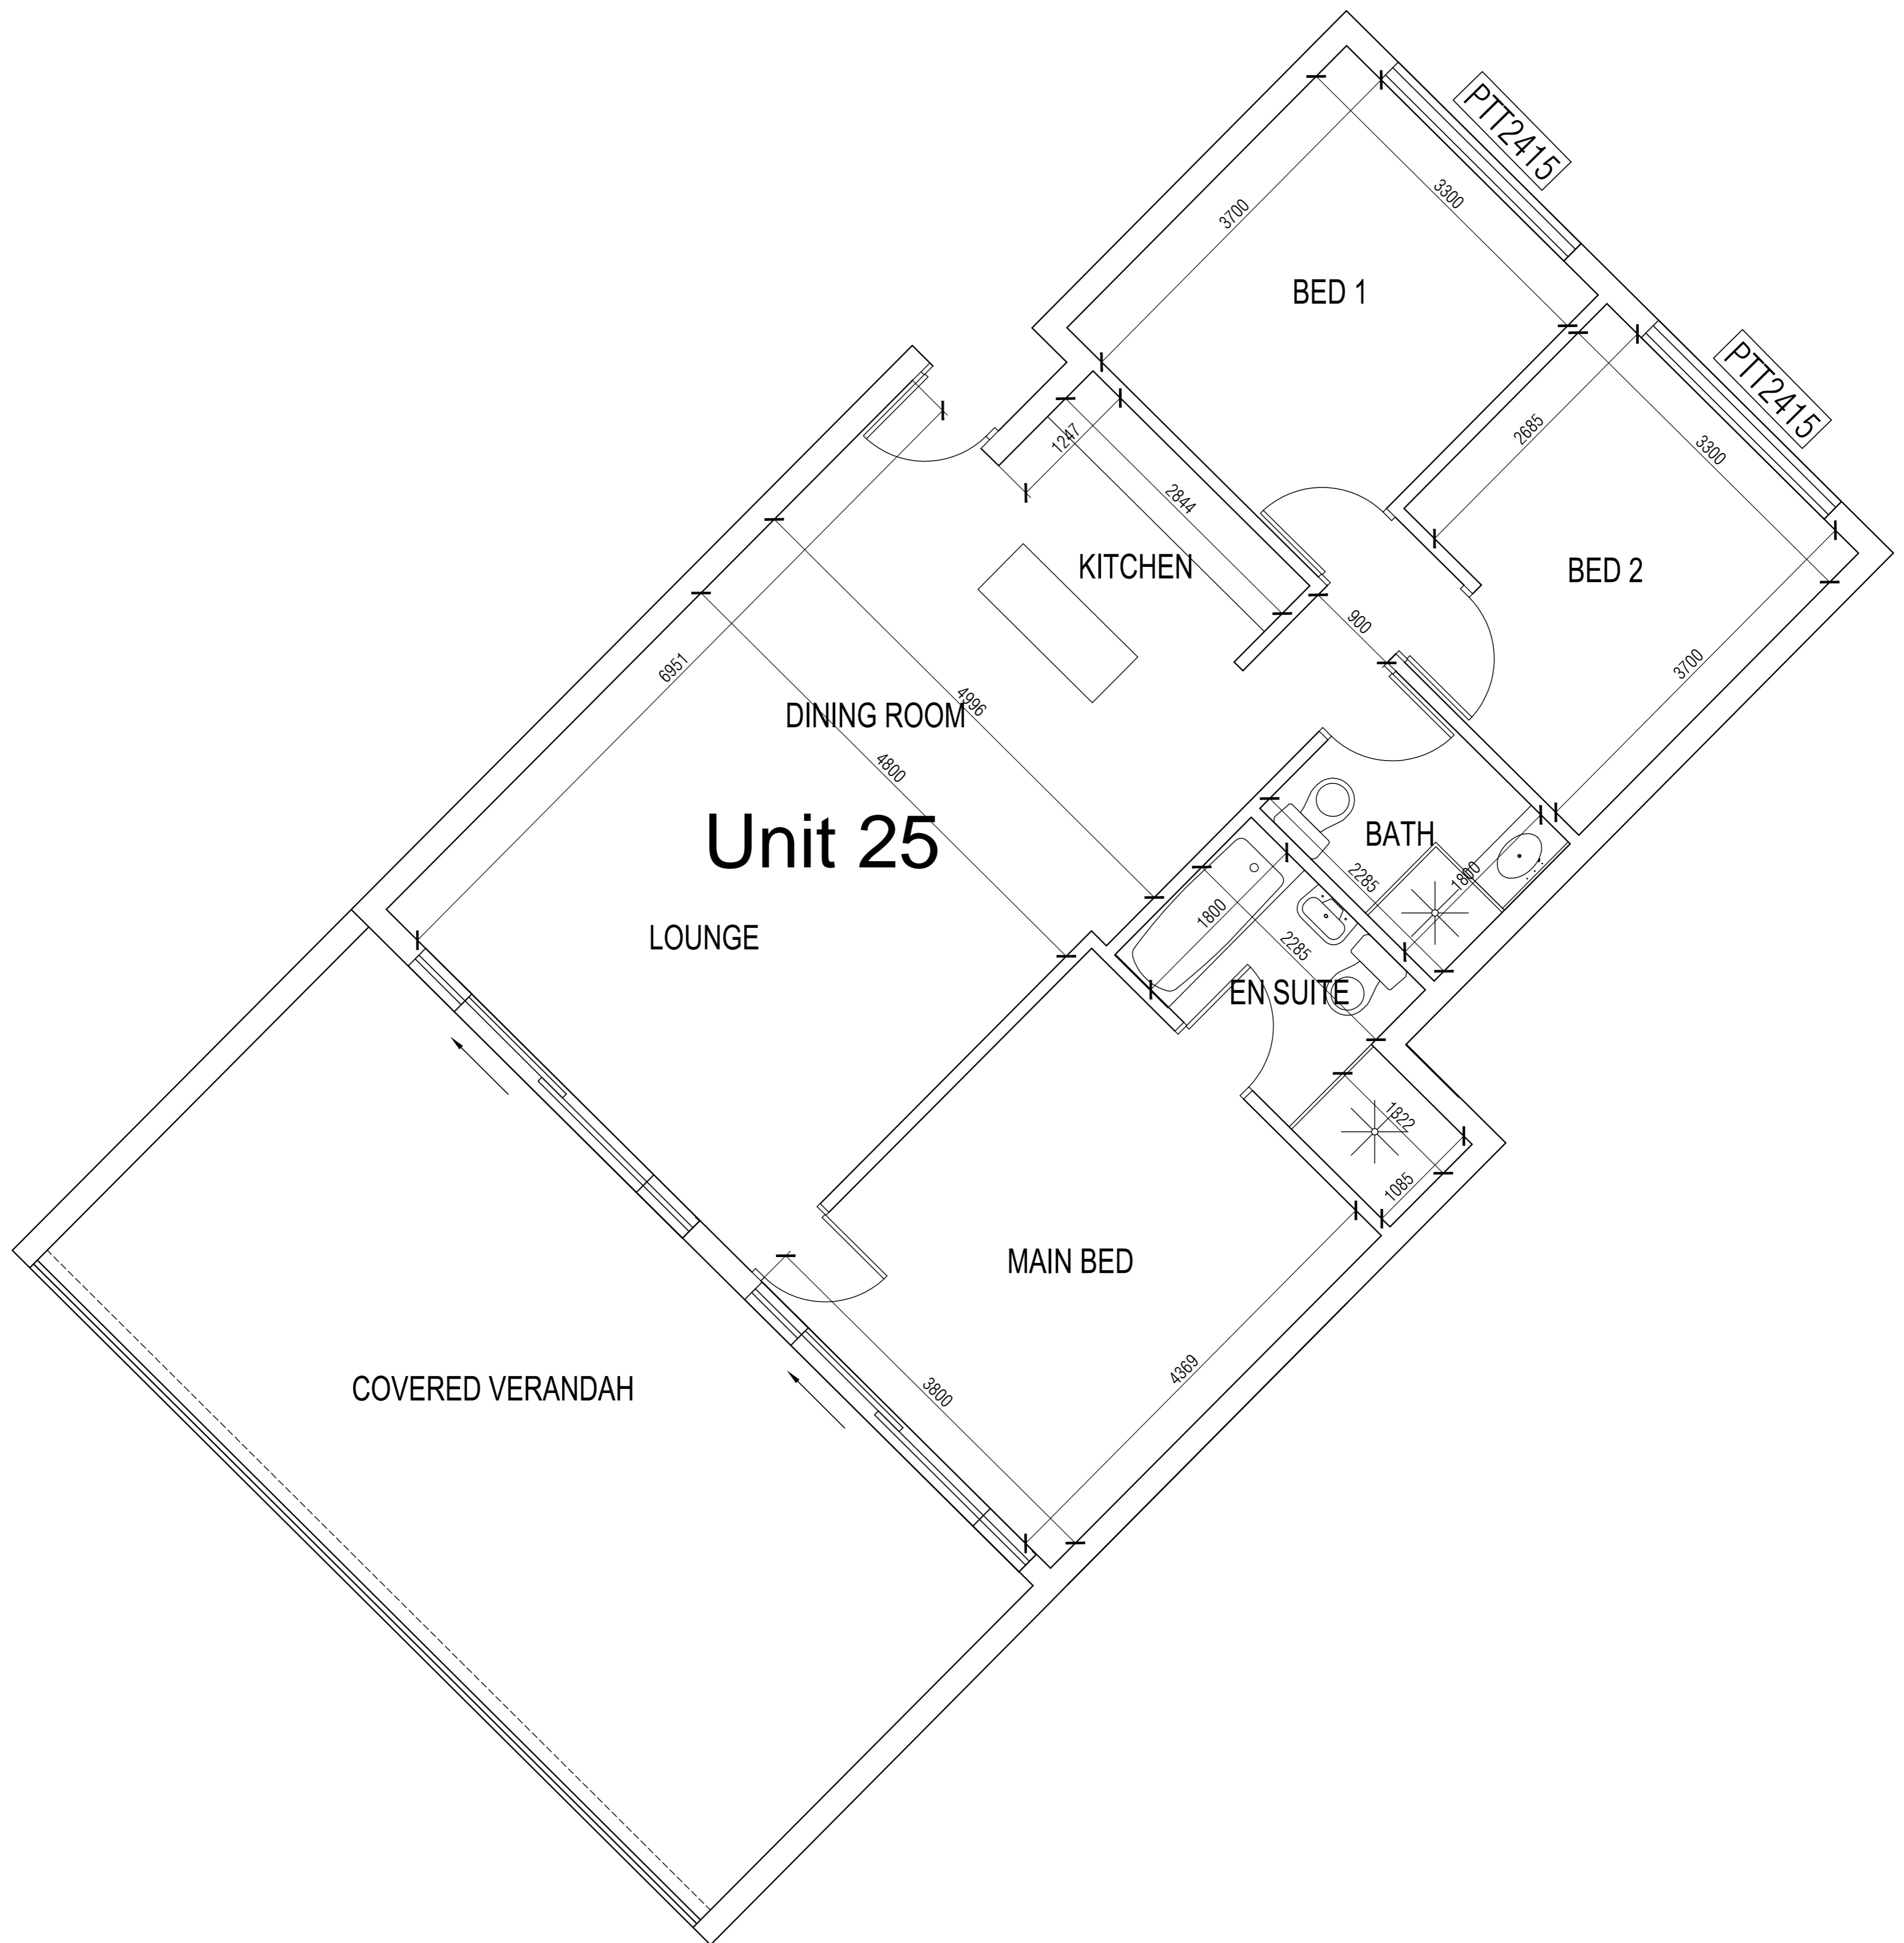 PTT2415
3300
3700
BED 1
PTT2415
2685
3300
1247
2844
KITCHEN
BED 2
900
6951
3700
DINING ROOM
4996
4800
Unit 25
BATH
2285
1800
1800
LOUNGE
2285
EN SUITE
1322
1085
MAIN BED
4369
3800
COVERED VERANDAH